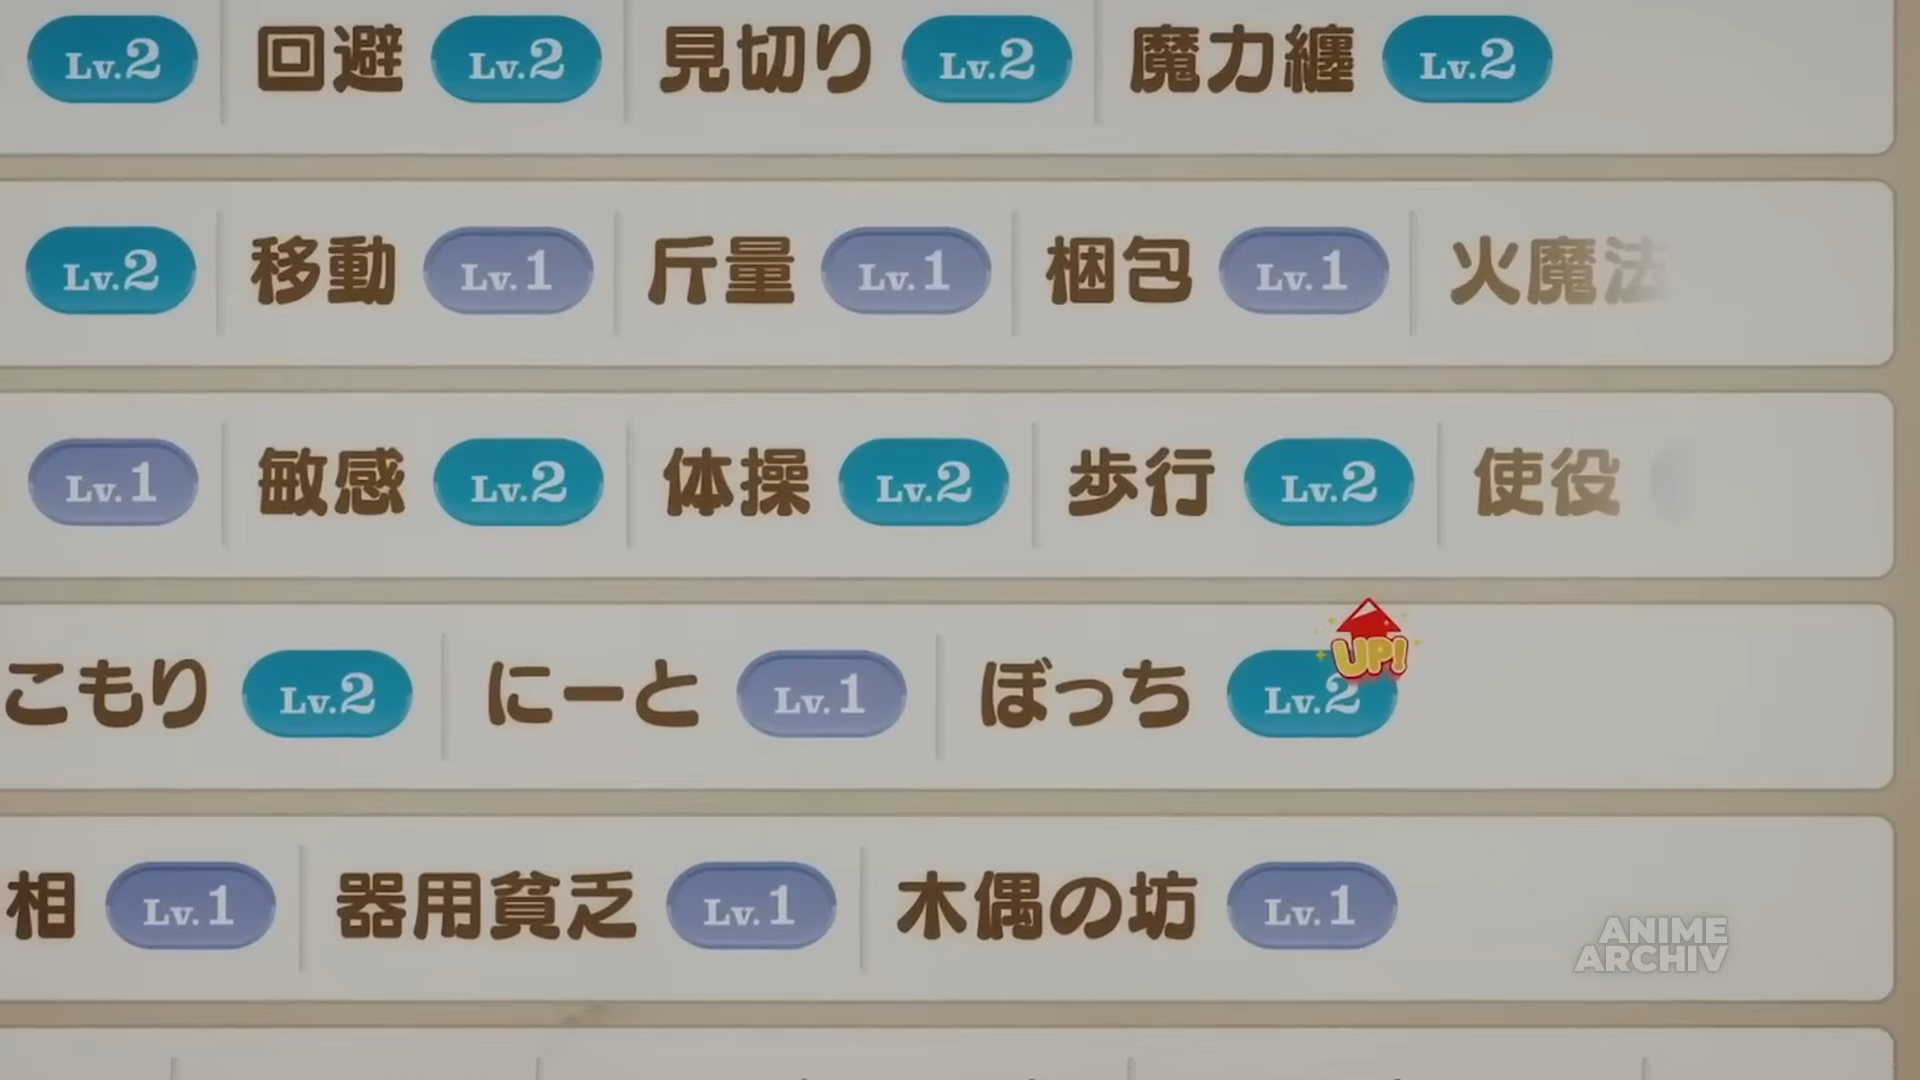 Lv.2 回避 Lv.2 見切り Lv.2 魔力纏 Lv.2
Lv.2 移動 Lv.1 斤量 Lv.1 梱包 Lv.1 火魔法
Lv.1 敏感 Lv.2 体操 Lv.2 歩行 Lv.2 使役
UP!
こもり Lv.2 にーと Lv.1 ぼっち Lv.2
相 Lv.1 器用貧乏 Lv.1 木偶の坊 Lv.1
ANIME
ARCHIV